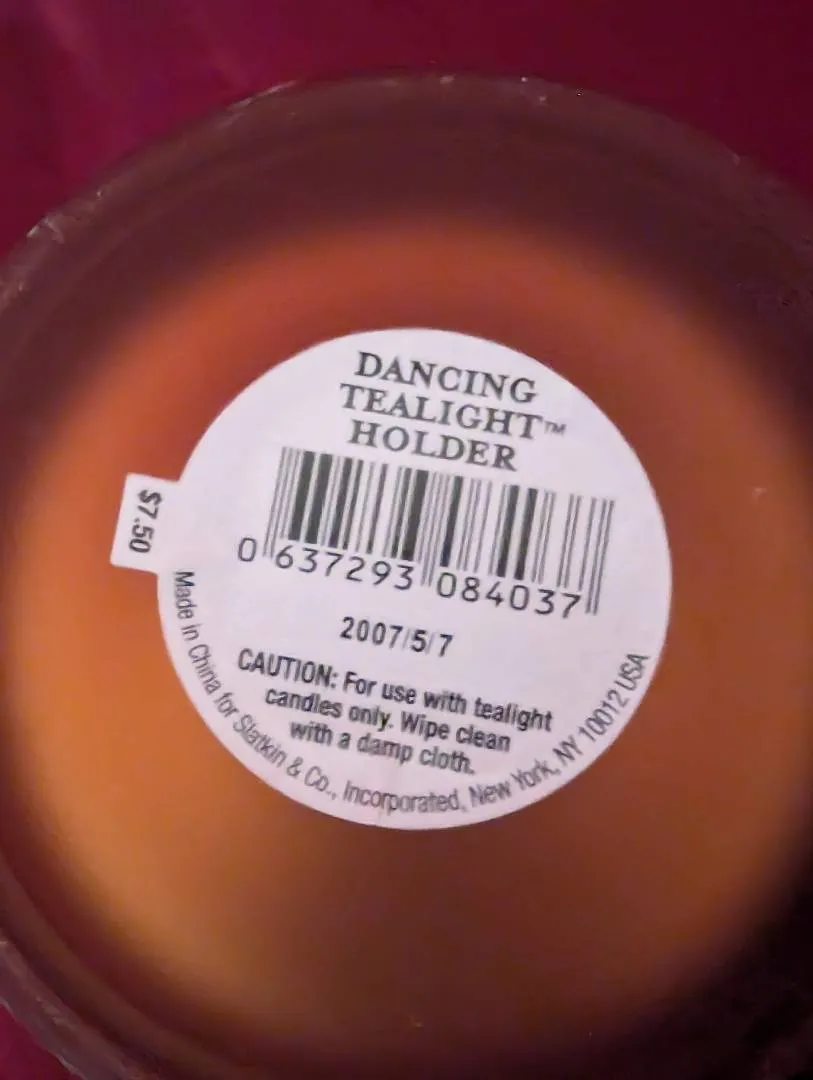 DANCING
TEALIGHT™
HOLDER
$7.50
0 637293 084037
2007/5/7
CAUTION: For use with tealight
candles only. Wipe clean
with a damp cloth.
Made in China for Slatkin & Co., Incorporated, New York, NY 10012 USA